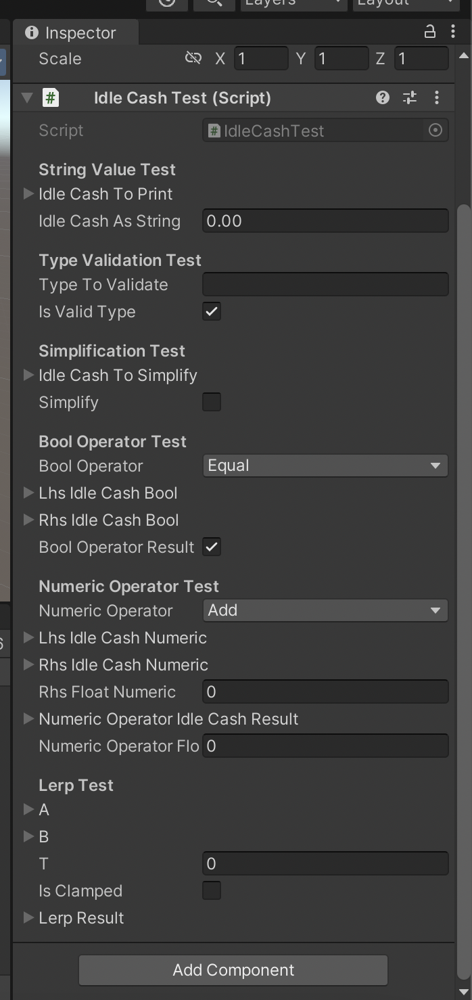 Layers Layout
Inspector
Scale X 1 Y 1 Z 1
# Idle Cash Test (Script)
Script # IdleCashTest
String Value Test
Idle Cash To Print
Idle Cash As String 0.00
Type Validation Test
Type To Validate
Is Valid Type
Simplification Test
Idle Cash To Simplify
Simplify
Bool Operator Test
Bool Operator Equal
Lhs Idle Cash Bool
Rhs Idle Cash Bool
Bool Operator Result
Numeric Operator Test
Numeric Operator Add
Lhs Idle Cash Numeric
Rhs Idle Cash Numeric
Rhs Float Numeric 0
Numeric Operator Idle Cash Result
Numeric Operator Flo 0
Lerp Test
A
B
T 0
Is Clamped
Lerp Result
Add Component